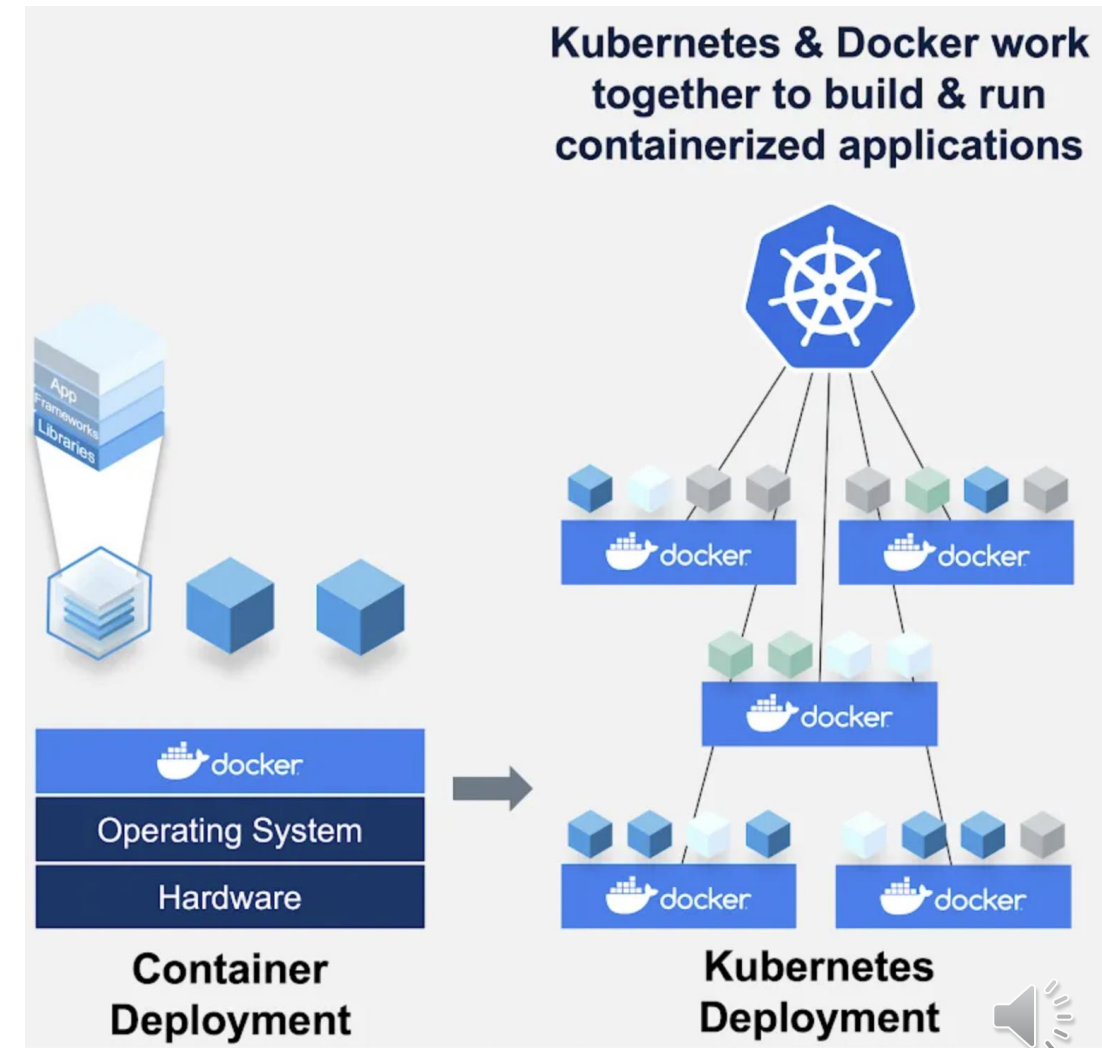 Kubernetes & Docker work
together to build & run
containerized applications
App
Frameworks
Libraries
docker
docker
docker
docker
Operating System
Hardware
docker
docker
Container
Deployment
Kubernetes
Deployment